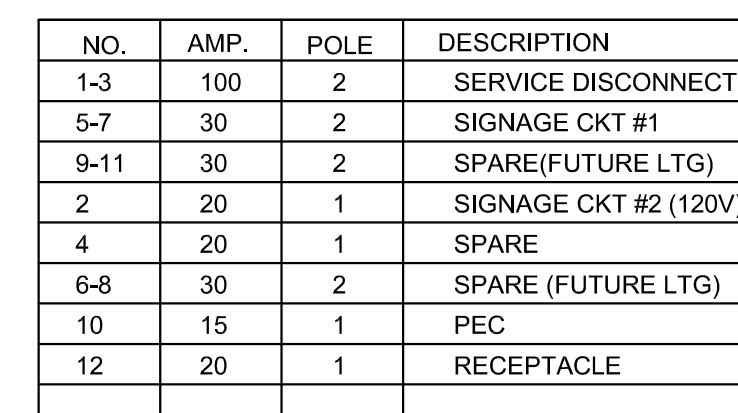 NO. AMP. POLE DESCRIPTION
1-3 100 2 SERVICE DISCONNECT
5-7 30 2 SIGNAGE CKT #1
9-11 30 2 SPARE(FUTURE LTG)
2 20 1 SIGNAGE CKT #2 (120V)
4 20 1 SPARE
6-8 30 2 SPARE (FUTURE LTG)
10 15 1 PEC
12 20 1 RECEPTACLE